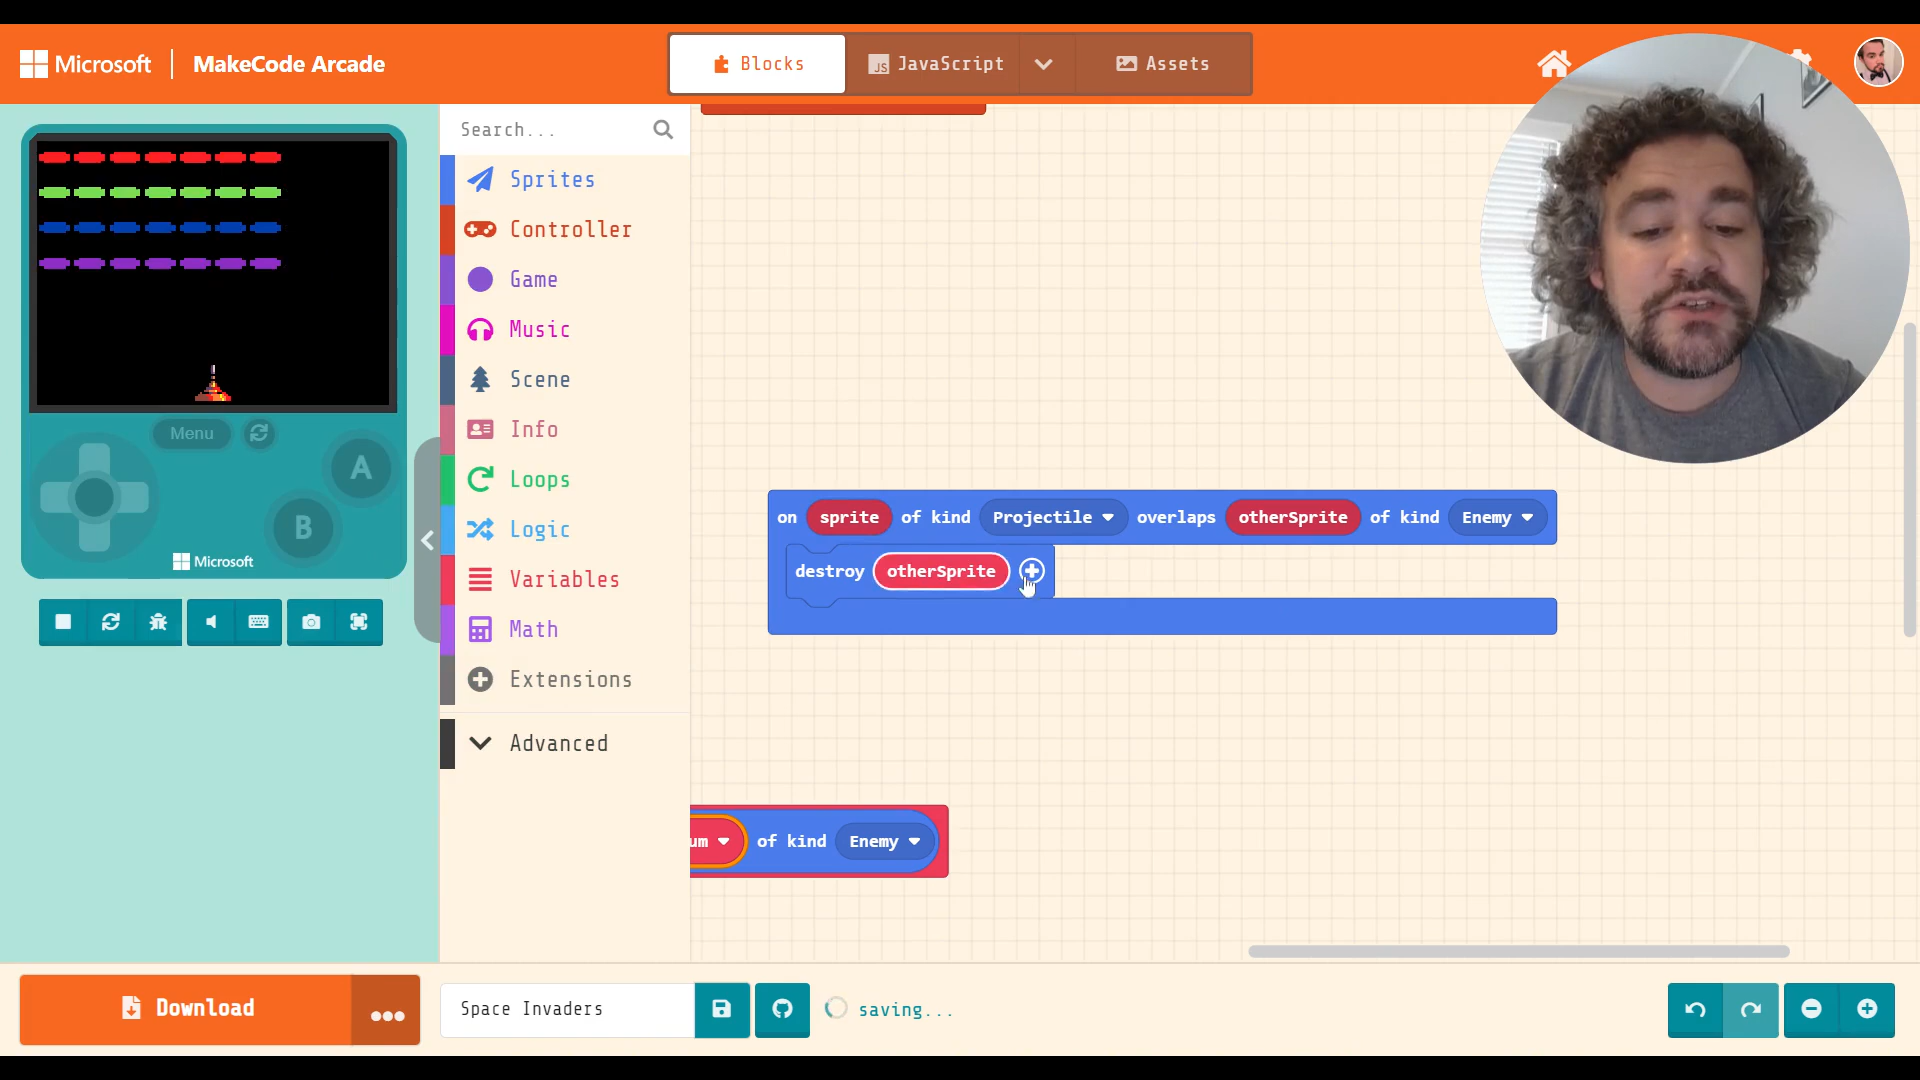 Microsoft MakeCode Arcade
Blocks
JavaScript
Assets
Search...
Sprites
Controller
Game
Music
Scene
Info
Loops
Logic
Variables
Math
Extensions
Advanced
Menu
A
B
Microsoft
on sprite of kind Projectile overlaps otherSprite of kind Enemy
destroy otherSprite
um of kind Enemy
Download
Space Invaders
saving...